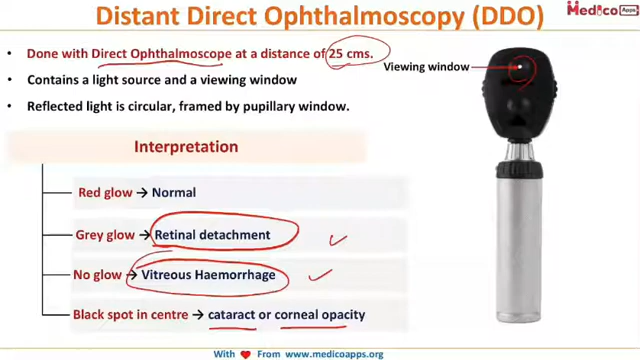 Distant Direct Ophthalmoscopy (DDO)
Medico Apps
• Done with Direct Ophthalmoscope at a distance of 25 cms.
• Contains a light source and a viewing window
• Reflected light is circular, framed by pupillary window.
Viewing window
Interpretation
Red glow → Normal
Grey glow → Retinal detachment
No glow → Vitreous Haemorrhage
Black spot in centre → cataract or corneal opacity
With ❤ From www.medicoapps.org